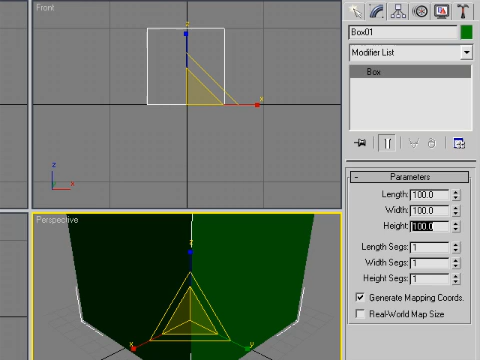 Front
z
x
z
x
Perspective
z
x
y
Box01
Modifier List
Box
Parameters
Length: 100.0
Width: 100.0
Height: 100.0
Length Segs: 1
Width Segs: 1
Height Segs: 1
Generate Mapping Coords.
Real-World Map Size